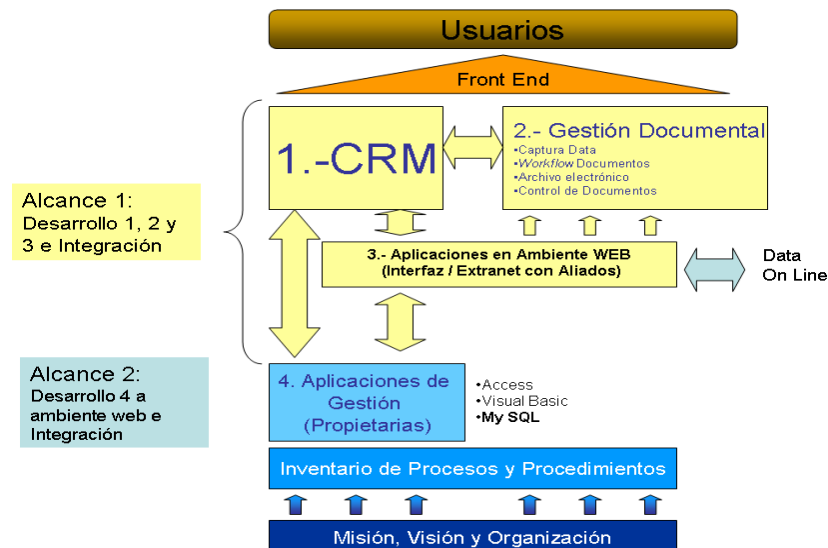 Usuarios
Front End
1.-CRM
2.- Gestión Documental
•Captura Data
•Workflow Documentos
•Archivo electrónico
•Control de Documentos
Alcance 1:
Desarrollo 1, 2 y
3 e Integración
3.- Aplicaciones en Ambiente WEB
(Interfaz / Extranet con Aliados)
Data
On Line
Alcance 2:
Desarrollo 4 a
ambiente web e
Integración
4. Aplicaciones de
Gestión
(Propietarias)
•Access
•Visual Basic
•My SQL
Inventario de Procesos y Procedimientos
Misión, Visión y Organización